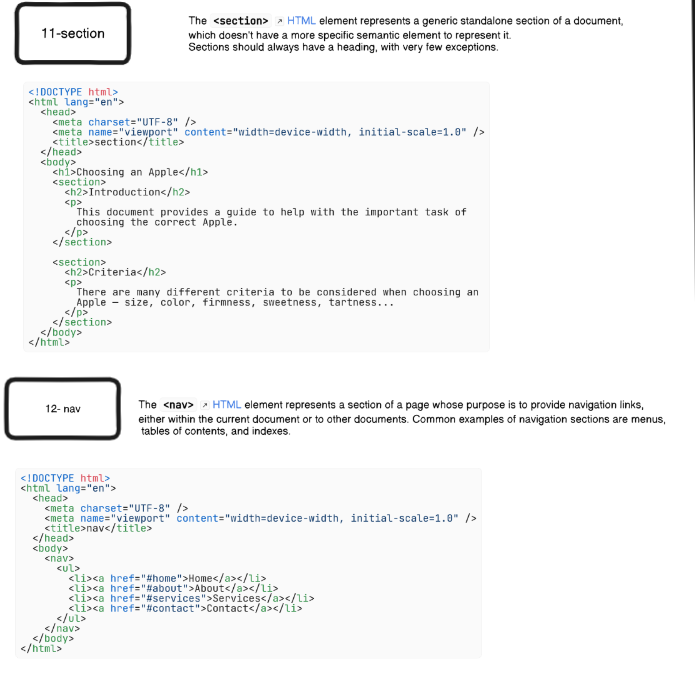 11-section
The <section> ↗ HTML element represents a generic standalone section of a document,
which doesn't have a more specific semantic element to represent it.
Sections should always have a heading, with very few exceptions.
<!DOCTYPE html>
<html lang="en">
  <head>
    <meta charset="UTF-8" />
    <meta name="viewport" content="width=device-width, initial-scale=1.0" />
    <title>section</title>
  </head>
  <body>
    <h1>Choosing an Apple</h1>
    <section>
      <h2>Introduction</h2>
      <p>
        This document provides a guide to help with the important task of
        choosing the correct Apple.
      </p>
    </section>

    <section>
      <h2>Criteria</h2>
      <p>
        There are many different criteria to be considered when choosing an
        Apple — size, color, firmness, sweetness, tartness...
      </p>
    </section>
  </body>
</html>
12- nav
The <nav> ↗ HTML element represents a section of a page whose purpose is to provide navigation links,
either within the current document or to other documents. Common examples of navigation sections are menus,
tables of contents, and indexes.
<!DOCTYPE html>
<html lang="en">
  <head>
    <meta charset="UTF-8" />
    <meta name="viewport" content="width=device-width, initial-scale=1.0" />
    <title>nav</title>
  </head>
  <body>
    <nav>
      <ul>
        <li><a href="#home">Home</a></li>
        <li><a href="#about">About</a></li>
        <li><a href="#services">Services</a></li>
        <li><a href="#contact">Contact</a></li>
      </ul>
    </nav>
  </body>
</html>